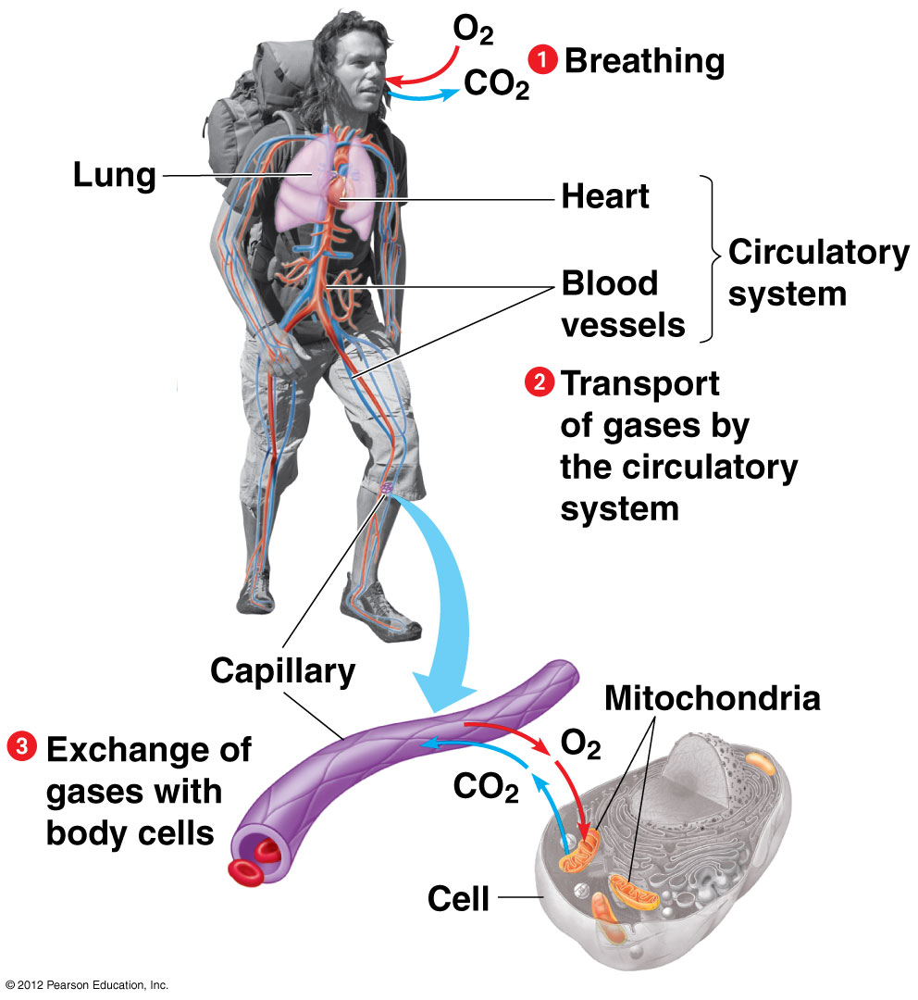 O2
1 Breathing
CO2
Lung
Heart
Circulatory
system
Blood
vessels
2 Transport
of gases by
the circulatory
system
Capillary
Mitochondria
3 Exchange of
gases with
body cells
O2
CO2
Cell
© 2012 Pearson Education, Inc.